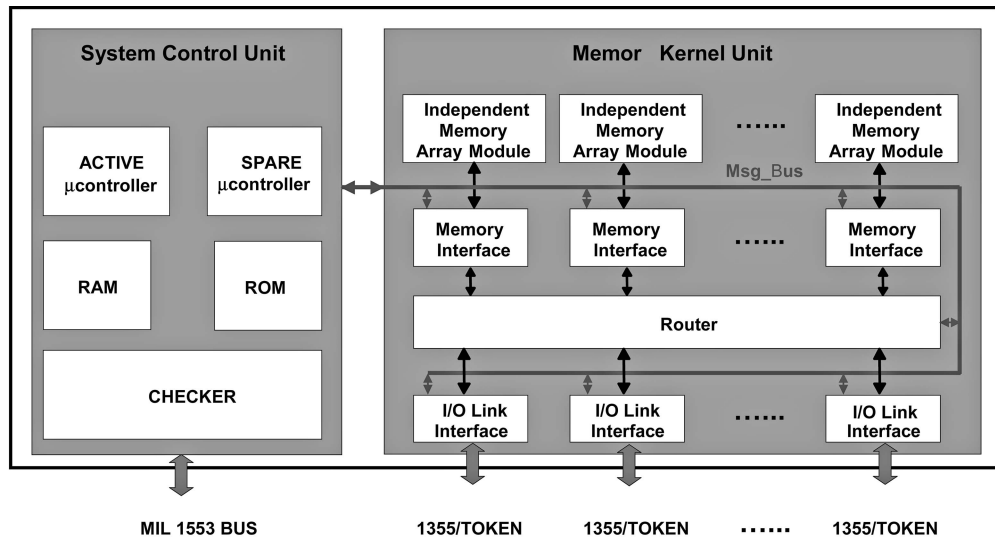 System Control Unit
Memor Kernel Unit
Independent
Memory
Array Module
Independent
Memory
Array Module
......
Independent
Memory
Array Module
ACTIVE
μcontroller
SPARE
μcontroller
Msg_Bus
Memory
Interface
Memory
Interface
......
Memory
Interface
RAM
ROM
Router
CHECKER
I/O Link
Interface
I/O Link
Interface
......
I/O Link
Interface
MIL 1553 BUS
1355/TOKEN
1355/TOKEN
......
1355/TOKEN